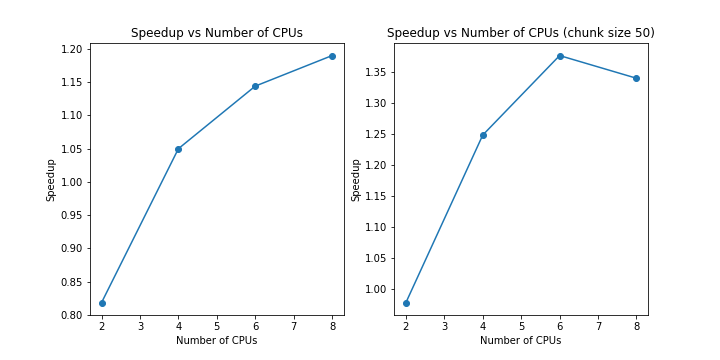 Speedup vs Number of CPUs
1.20
1.15
1.10
1.05
1.00
0.95
0.90
0.85
0.80
Speedup
2 3 4 5 6 7 8
Number of CPUs
Speedup vs Number of CPUs (chunk size 50)
1.35
1.30
1.25
1.20
1.15
1.10
1.05
1.00
Speedup
2 3 4 5 6 7 8
Number of CPUs